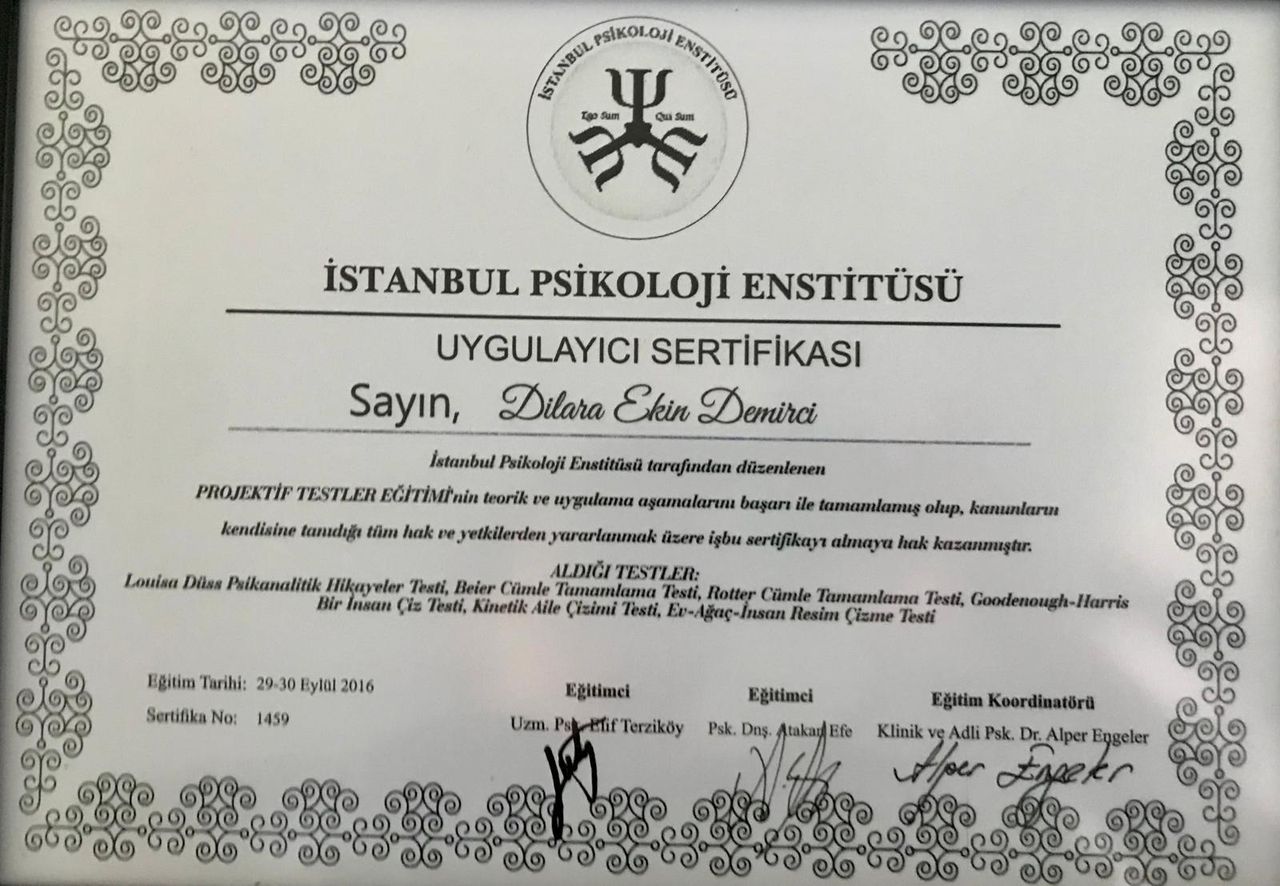 İSTANBUL PSİKOLOJİ ENSTİTÜSÜ
Ego Sum Qui Sum
İSTANBUL PSİKOLOJİ ENSTİTÜSÜ
UYGULAYICI SERTİFİKASI
Sayın, Dilara Ekin Demirci
İstanbul Psikoloji Enstitüsü tarafından düzenlenen
PROJEKTİF TESTLER EĞİTİMİ'nin teorik ve uygulama aşamalarını başarı ile tamamlamış olup, kanunların
kendisine tanıdığı tüm hak ve yetkilerden yararlanmak üzere işbu sertifikayı almaya hak kazanmıştır.
ALDIĞI TESTLER:
Louisa Düss Psikanalitik Hikayeler Testi, Beier Cümle Tamamlama Testi, Rotter Cümle Tamamlama Testi, Goodenough-Harris
Bir İnsan Çiz Testi, Kinetik Aile Çizimi Testi, Ev-Ağaç-İnsan Resim Çizme Testi
Eğitim Tarihi: 29-30 Eylül 2016
Sertifika No: 1459
Eğitimci
Uzm. Psk. Elif Terziköy
Eğitimci
Psk. Dnş. Atakan Efe
Eğitim Koordinatörü
Klinik ve Adli Psk. Dr. Alper Engeler
Alper Engeler